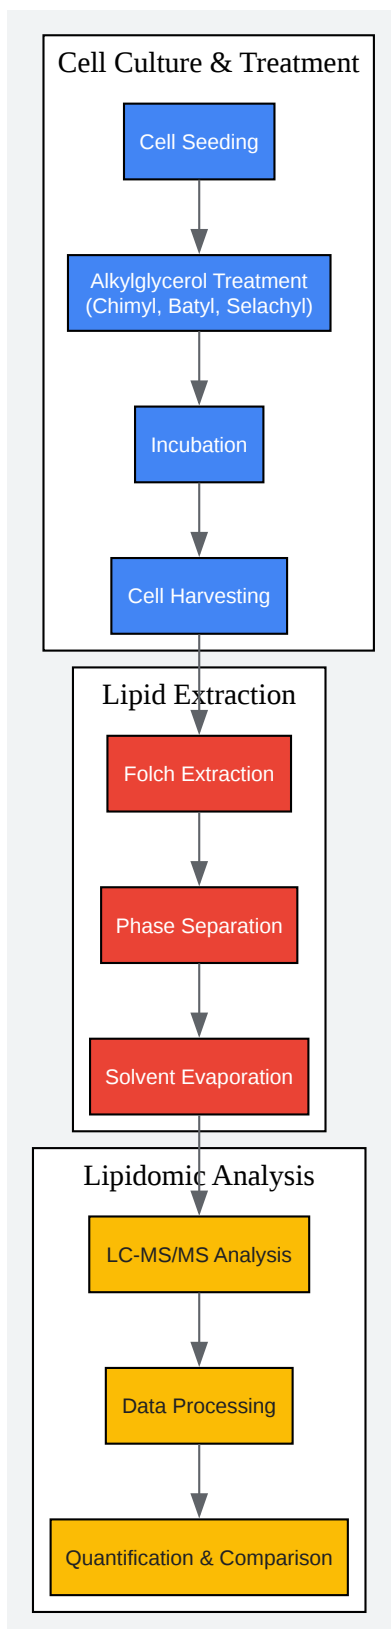 Cell Culture & Treatment
Cell Seeding
Alkylglycerol Treatment
(Chimyl, Batyl, Selachyl)
Incubation
Cell Harvesting
Lipid Extraction
Folch Extraction
Phase Separation
Solvent Evaporation
Lipidomic Analysis
LC-MS/MS Analysis
Data Processing
Quantification & Comparison